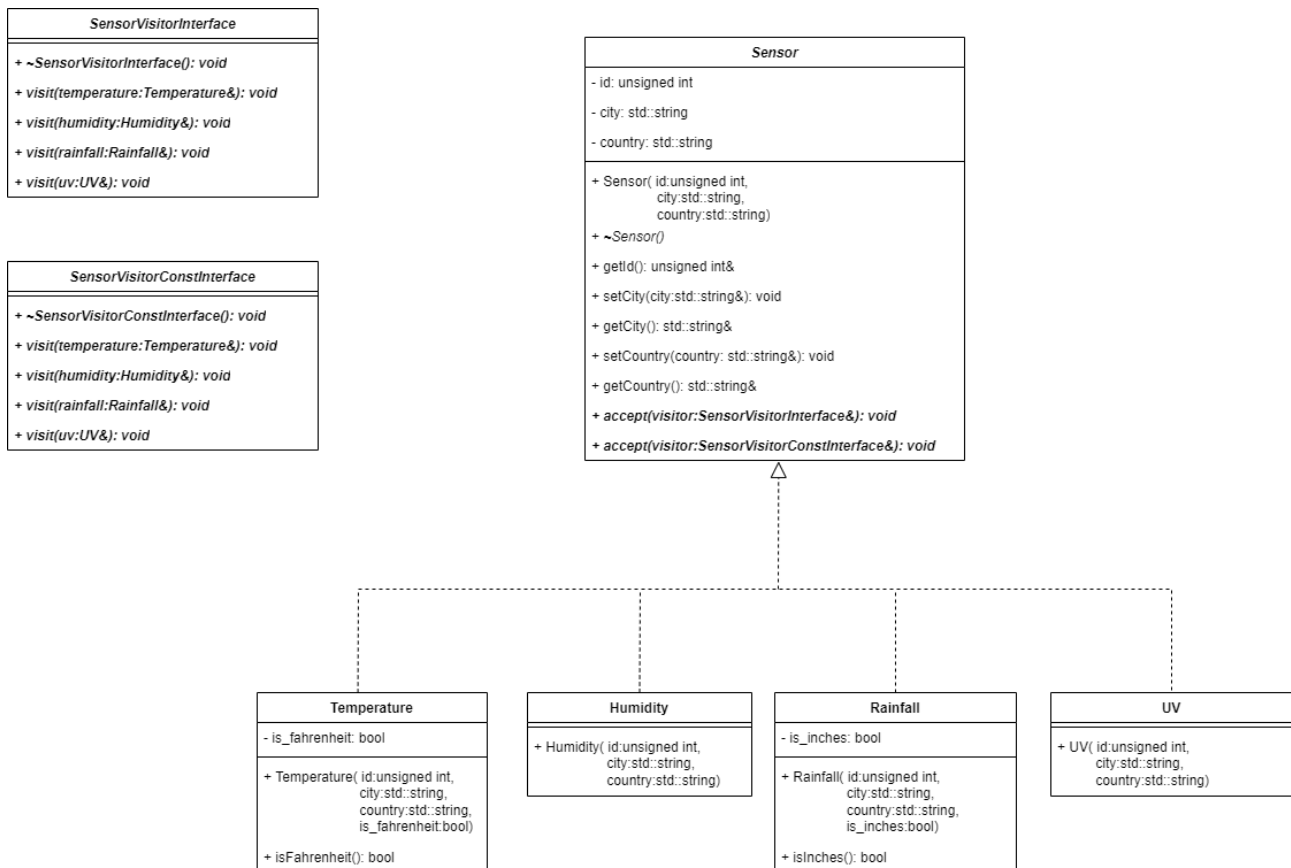 SensorVisitorInterface
+ ~SensorVisitorInterface(): void
+ visit(temperature:Temperature&): void
+ visit(humidity:Humidity&): void
+ visit(rainfall:Rainfall&): void
+ visit(uv:UV&): void
SensorVisitorConstInterface
+ ~SensorVisitorConstInterface(): void
+ visit(temperature:Temperature&): void
+ visit(humidity:Humidity&): void
+ visit(rainfall:Rainfall&): void
+ visit(uv:UV&): void
Sensor
- id: unsigned int
- city: std::string
- country: std::string
+ Sensor( id:unsigned int,
city:std::string,
country:std::string)
+ ~Sensor()
+ getId(): unsigned int&
+ setCity(city:std::string&): void
+ getCity(): std::string&
+ setCountry(country: std::string&): void
+ getCountry(): std::string&
+ accept(visitor:SensorVisitorInterface&): void
+ accept(visitor:SensorVisitorConstInterface&): void
Temperature
- is_fahrenheit: bool
+ Temperature( id:unsigned int,
city:std::string,
country:std::string,
is_fahrenheit:bool)
+ isFahrenheit(): bool
Humidity
+ Humidity( id:unsigned int,
city:std::string,
country:std::string)
Rainfall
- is_inches: bool
+ Rainfall( id:unsigned int,
city:std::string,
country:std::string,
is_inches:bool)
+ isInches(): bool
UV
+ UV( id:unsigned int,
city:std::string,
country:std::string)